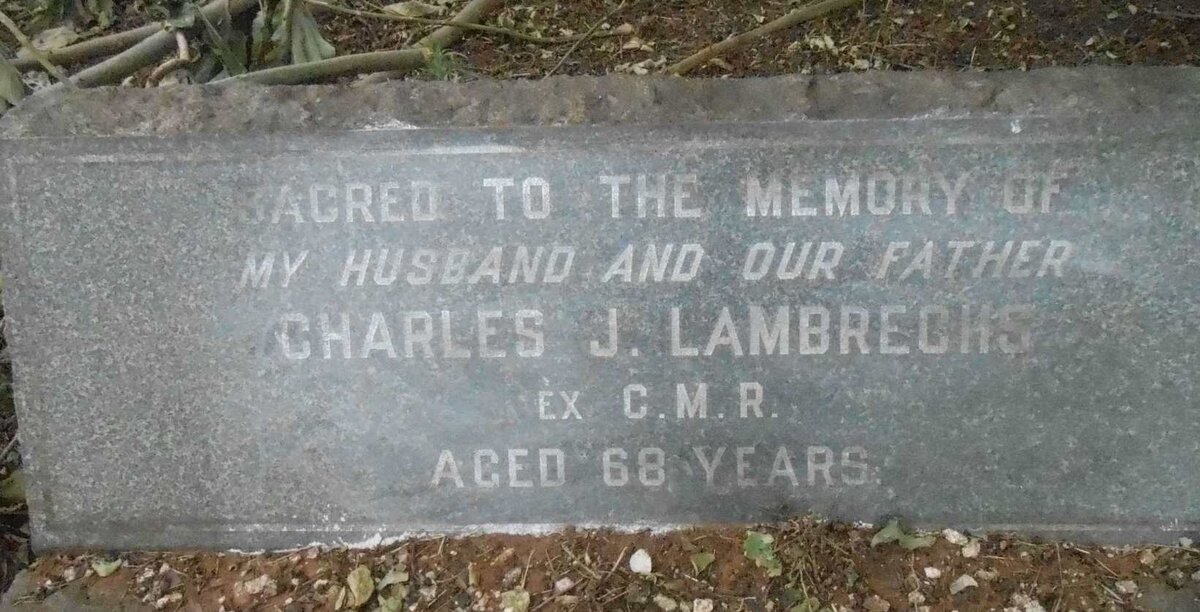 SACRED TO THE MEMORY OF
MY HUSBAND AND OUR FATHER
CHARLES J. LAMBRECHS
EX C.M.R.
AGED 68 YEARS.